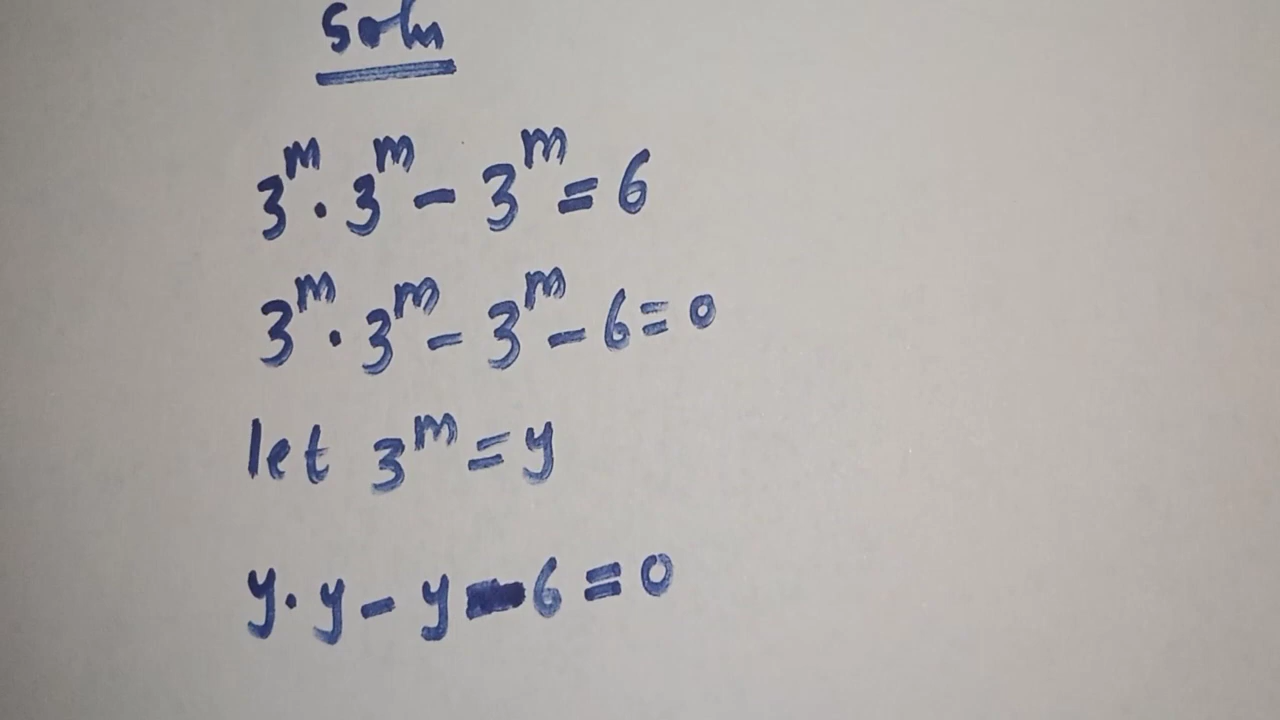 Soln
3^m · 3^m - 3^m = 6
3^m · 3^m - 3^m - 6 = 0
let 3^m = y
y · y - y - 6 = 0